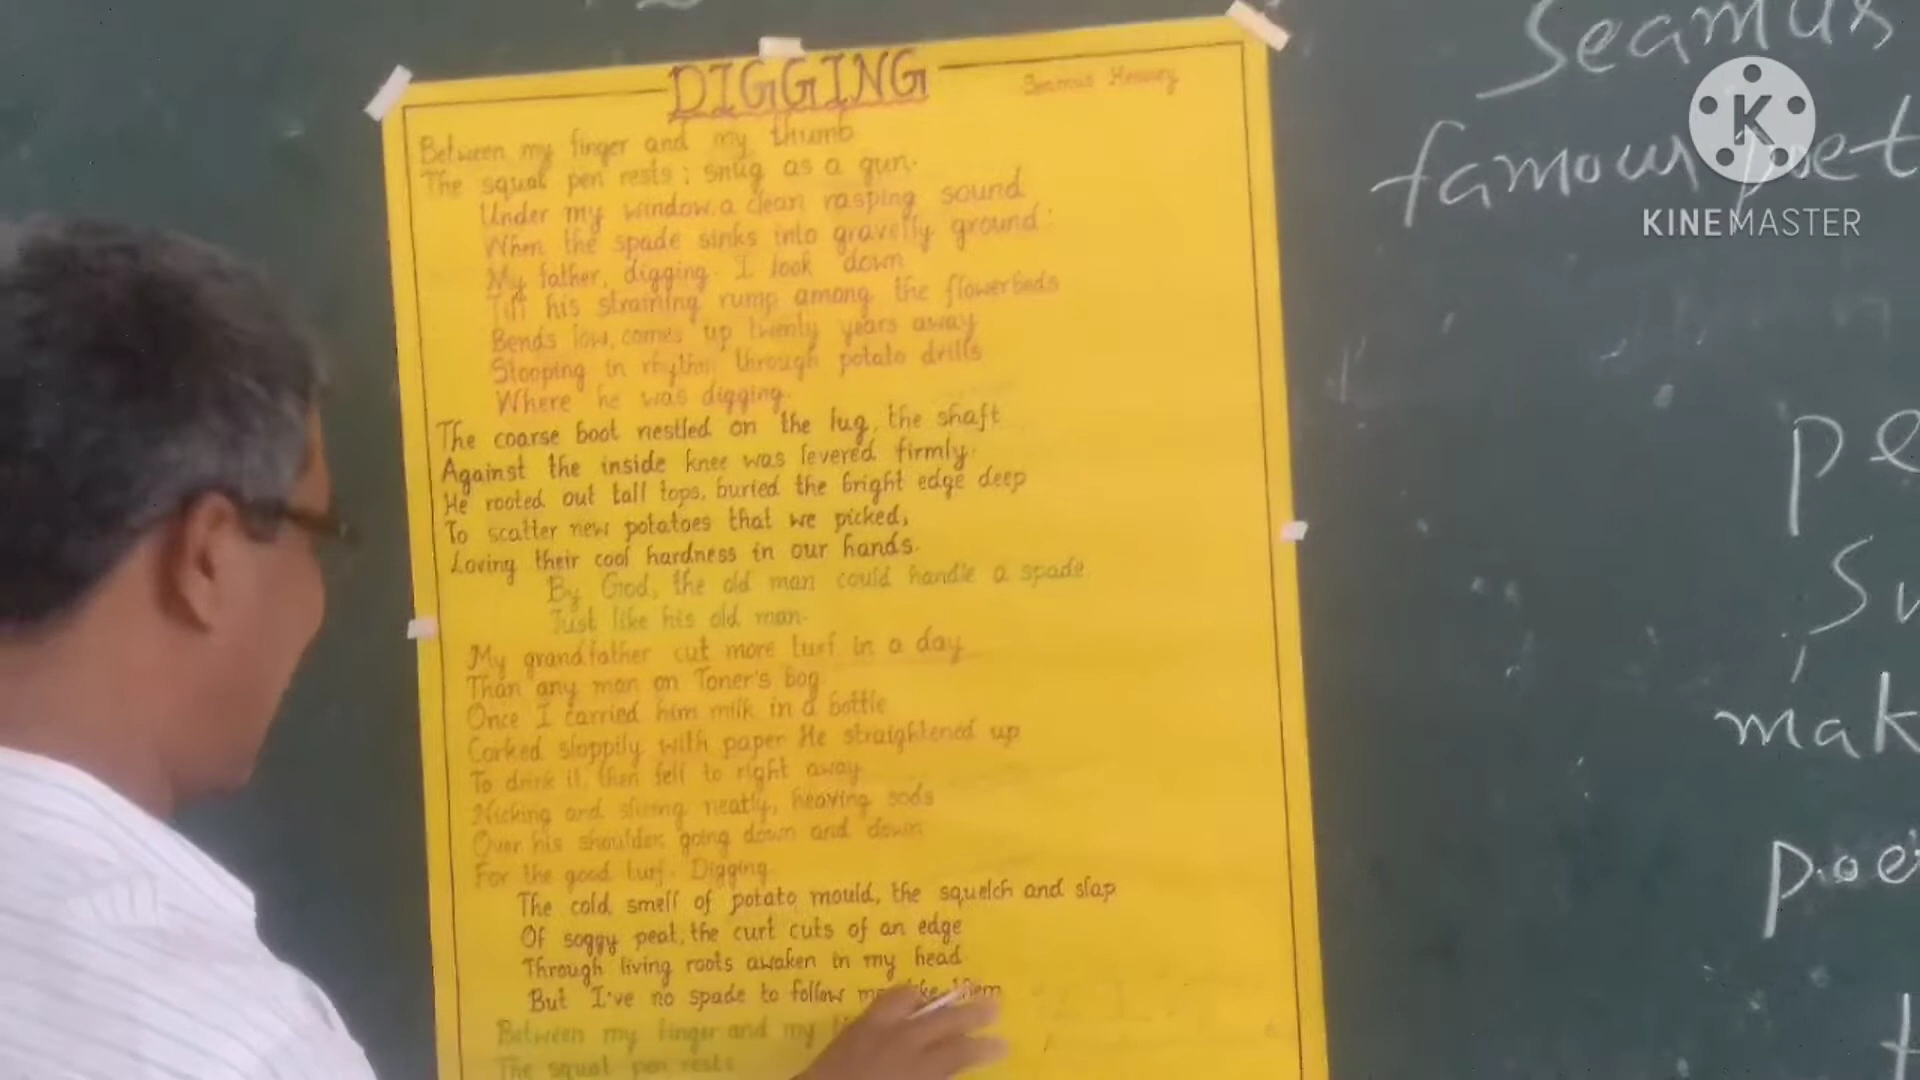 DIGGING
Seamus Heaney
Between my finger and my thumb
The squat pen rests; snug as a gun.
Under my window, a clean rasping sound
When the spade sinks into gravelly ground:
My father, digging. I look down
Till his straining rump among the flowerbeds
Bends low, comes up twenty years away
Stooping in rhythm through potato drills
Where he was digging.
The coarse boot nestled on the lug, the shaft
Against the inside knee was levered firmly.
He rooted out tall tops, buried the bright edge deep
To scatter new potatoes that we picked,
Loving their cool hardness in our hands.
By God, the old man could handle a spade
Just like his old man.
My grandfather cut more turf in a day
Than any man on Toner's bog
Once I carried him milk in a bottle
Corked sloppily with paper He straightened up
To drink it, then fell to right away
Nicking and slicing neatly, heaving sods
Over his shoulder, going down and down
For the good turf. Digging.
The cold smell of potato mould, the squelch and slap
Of soggy peat, the curt cuts of an edge
Through living roots awaken in my head
But I've no spade to follow them
Between my finger and my
The squat pen rests
Seamus
famous poet
KINEMASTER
pe
Su
mak
poe
t